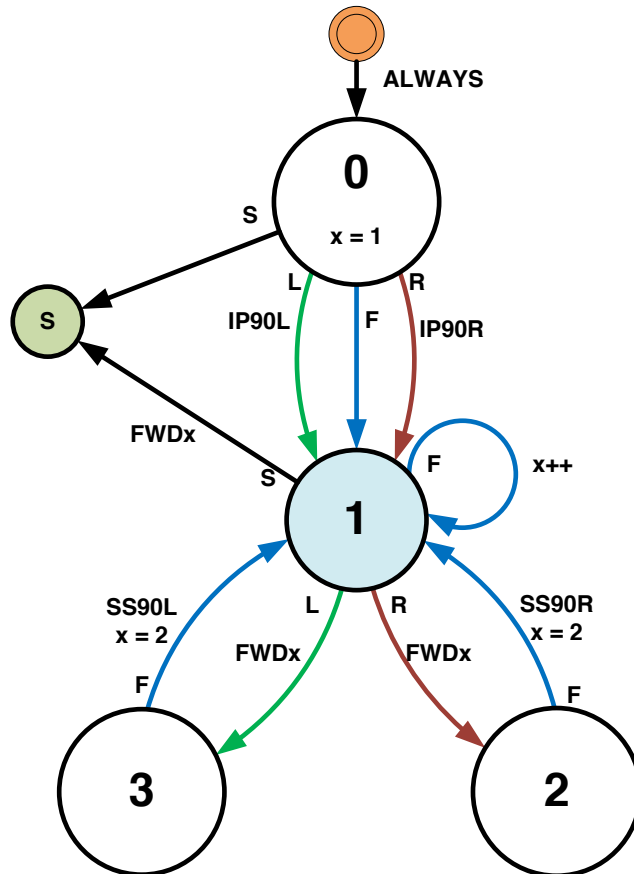 ALWAYS
0
x = 1
S
L
R
S
IP90L
F
IP90R
FWDx
S
F
x++
1
L
R
SS90L
x = 2
SS90R
x = 2
FWDx
FWDx
F
F
3
2